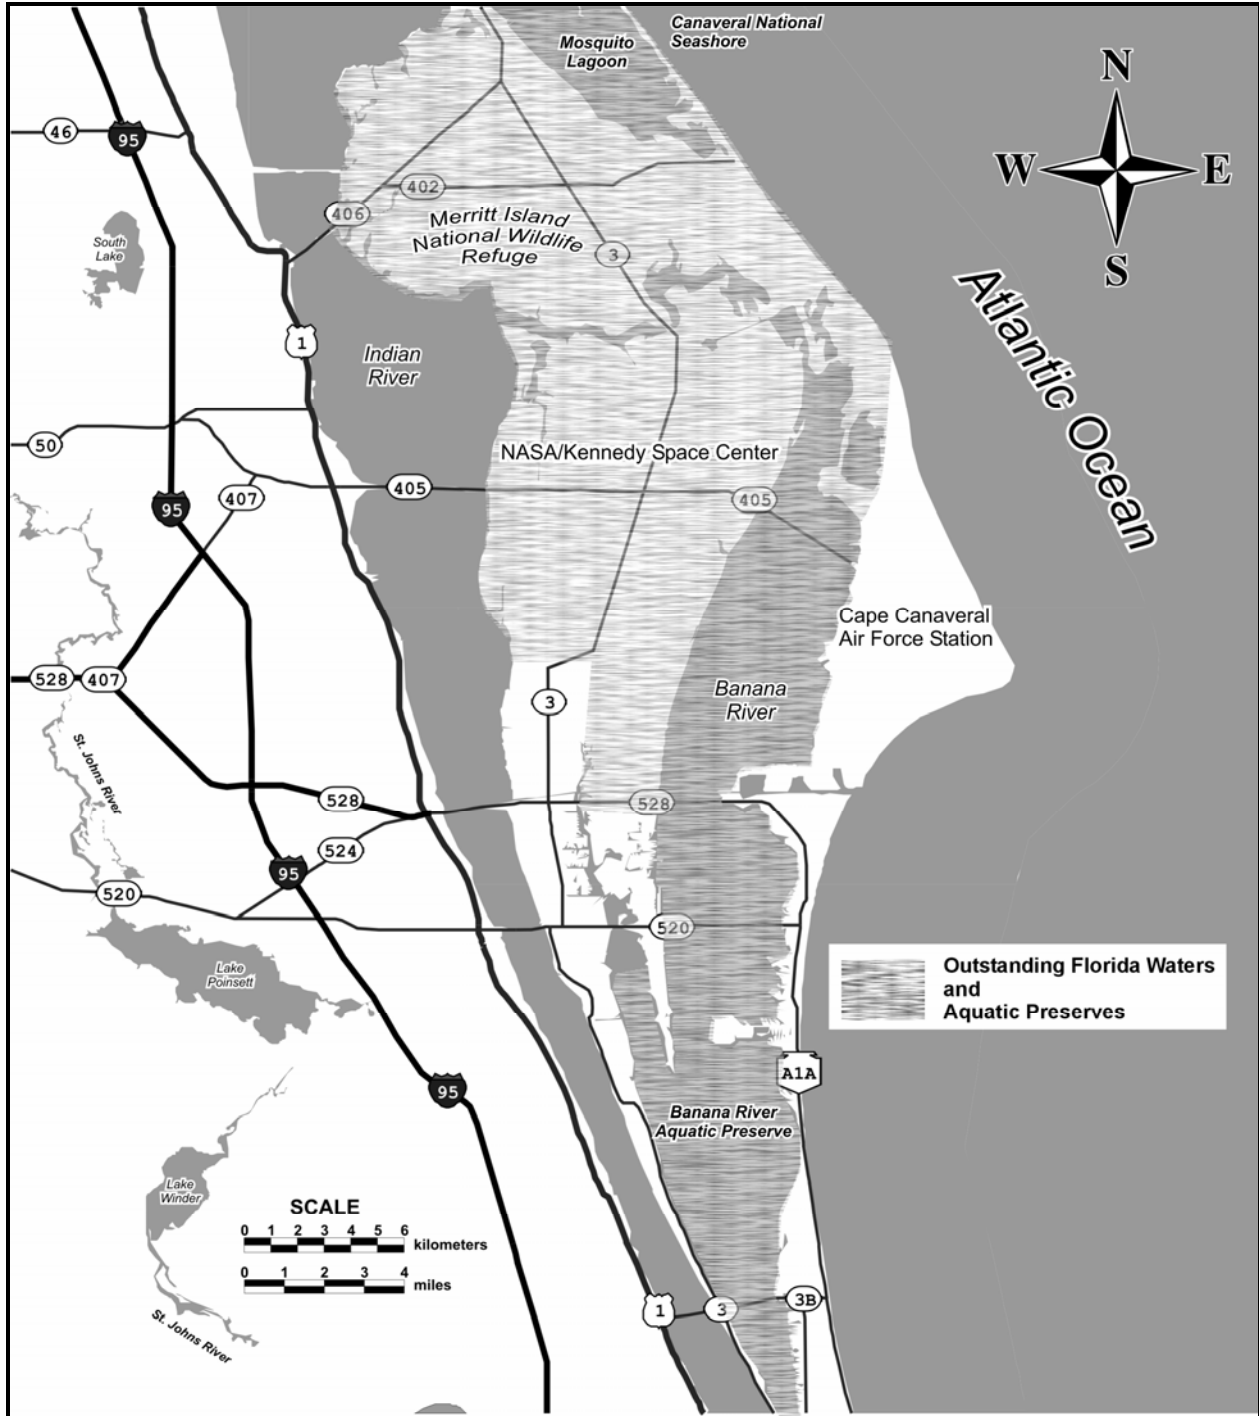 Canaveral National
Seashore
Mosquito
Lagoon
N
46
95
W
E
402
406
Merritt Island
National Wildlife
Refuge
South
Lake
3
S
Atlantic Ocean
1
Indian
River
50
NASA/Kennedy Space Center
407
405
405
95
Cape Canaveral
Air Force Station
528
407
3
Banana
River
St. Johns River
528
528
524
95
520
520
Lake
Poinsett
Outstanding Florida Waters
and
Aquatic Preserves
A1A
95
Banana River
Aquatic Preserve
Lake
Winder
SCALE
0 1 2 3 4 5 6
kilometers
0 1 2 3 4
miles
St. Johns River
1
3
3B